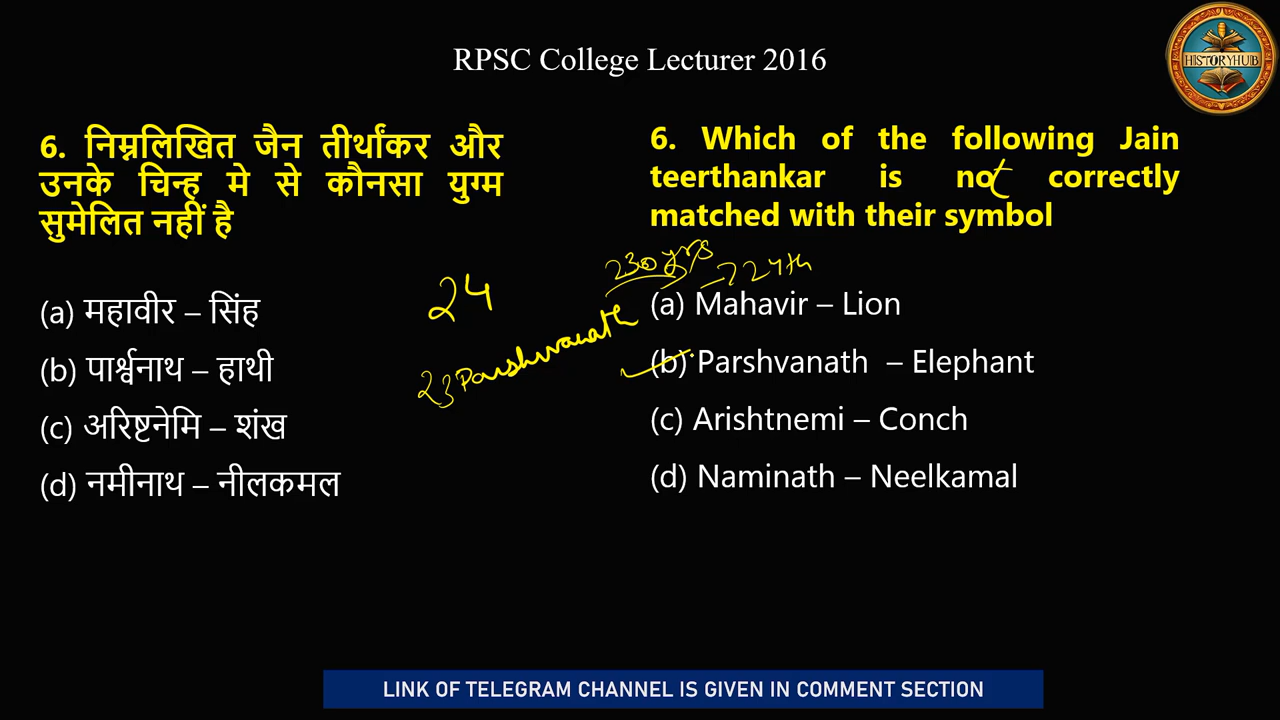 RPSC College Lecturer 2016
HISTORYHUB
6. निम्नलिखित जैन तीर्थांकर और
उनके चिन्ह मे से कौनसा युग्म
सुमेलित नहीं है
(a) महावीर – सिंह
(b) पार्श्वनाथ – हाथी
(c) अरिष्टनेमि – शंख
(d) नमीनाथ – नीलकमल
24
23 Parshvanath
6. Which of the following Jain
teerthankar is not correctly
matched with their symbol
230 yrs
24th
(a) Mahavir – Lion
(b) Parshvanath – Elephant
(c) Arishtnemi – Conch
(d) Naminath – Neelkamal
LINK OF TELEGRAM CHANNEL IS GIVEN IN COMMENT SECTION